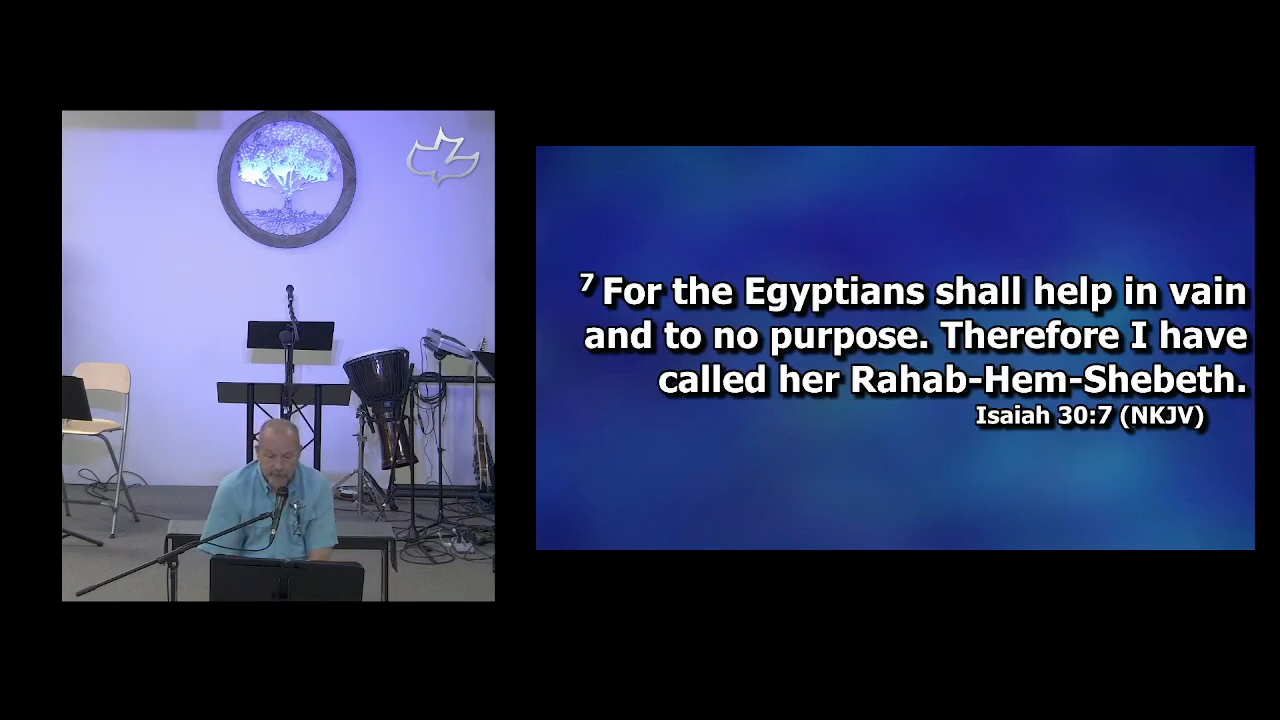 7 For the Egyptians shall help in vain
and to no purpose. Therefore I have
called her Rahab-Hem-Shebeth.
Isaiah 30:7 (NKJV)